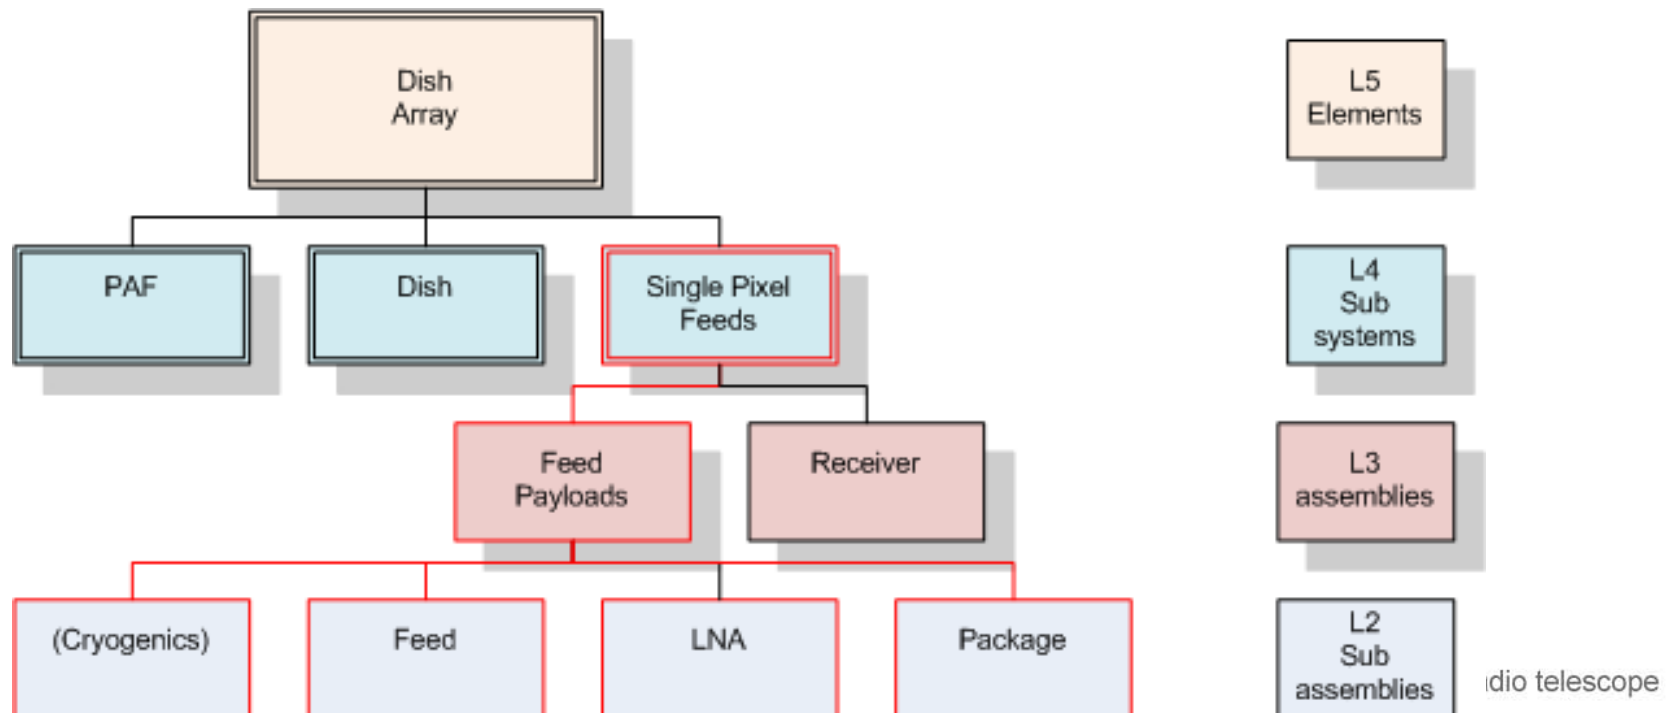 Dish
Array
L5
Elements
PAF
Dish
Single Pixel
Feeds
L4
Sub
systems
Feed
Payloads
Receiver
L3
assemblies
(Cryogenics)
Feed
LNA
Package
L2
Sub
assemblies
telescope